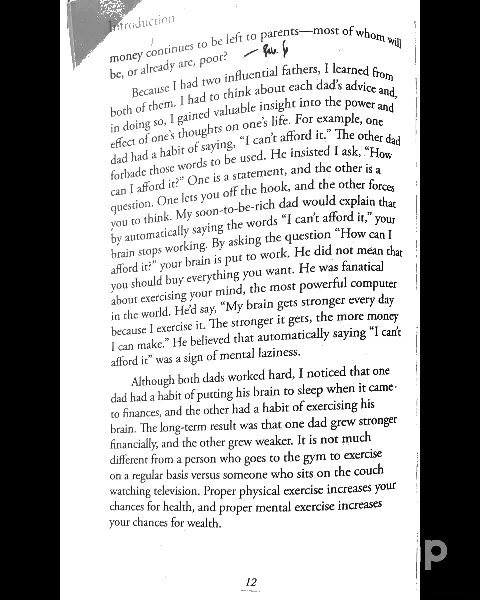 Introduction
money continues to be left to parents—most of whom will
be, or already are, poor?
Because I had two influential fathers, I learned from
both of them. I had to think about each dad's advice and,
in doing so, I gained valuable insight into the power and
effect of one's thoughts on one's life. For example, one
dad had a habit of saying, “I can't afford it.” The other dad
forbade those words to be used. He insisted I ask, “How
can I afford it?” One is a statement, and the other is a
question. One lets you off the hook, and the other forces
you to think. My soon-to-be-rich dad would explain that
by automatically saying the words “I can't afford it,” your
brain stops working. By asking the question “How can I
afford it?” your brain is put to work. He did not mean that
you should buy everything you want. He was fanatical
about exercising your mind, the most powerful computer
in the world. He'd say, “My brain gets stronger every day
because I exercise it. The stronger it gets, the more money
I can make.” He believed that automatically saying “I can't
afford it” was a sign of mental laziness.
Although both dads worked hard, I noticed that one
dad had a habit of putting his brain to sleep when it came
to finances, and the other had a habit of exercising his
brain. The long-term result was that one dad grew stronger
financially, and the other grew weaker. It is not much
different from a person who goes to the gym to exercise
on a regular basis versus someone who sits on the couch
watching television. Proper physical exercise increases your
chances for health, and proper mental exercise increases
your chances for wealth.
p
12